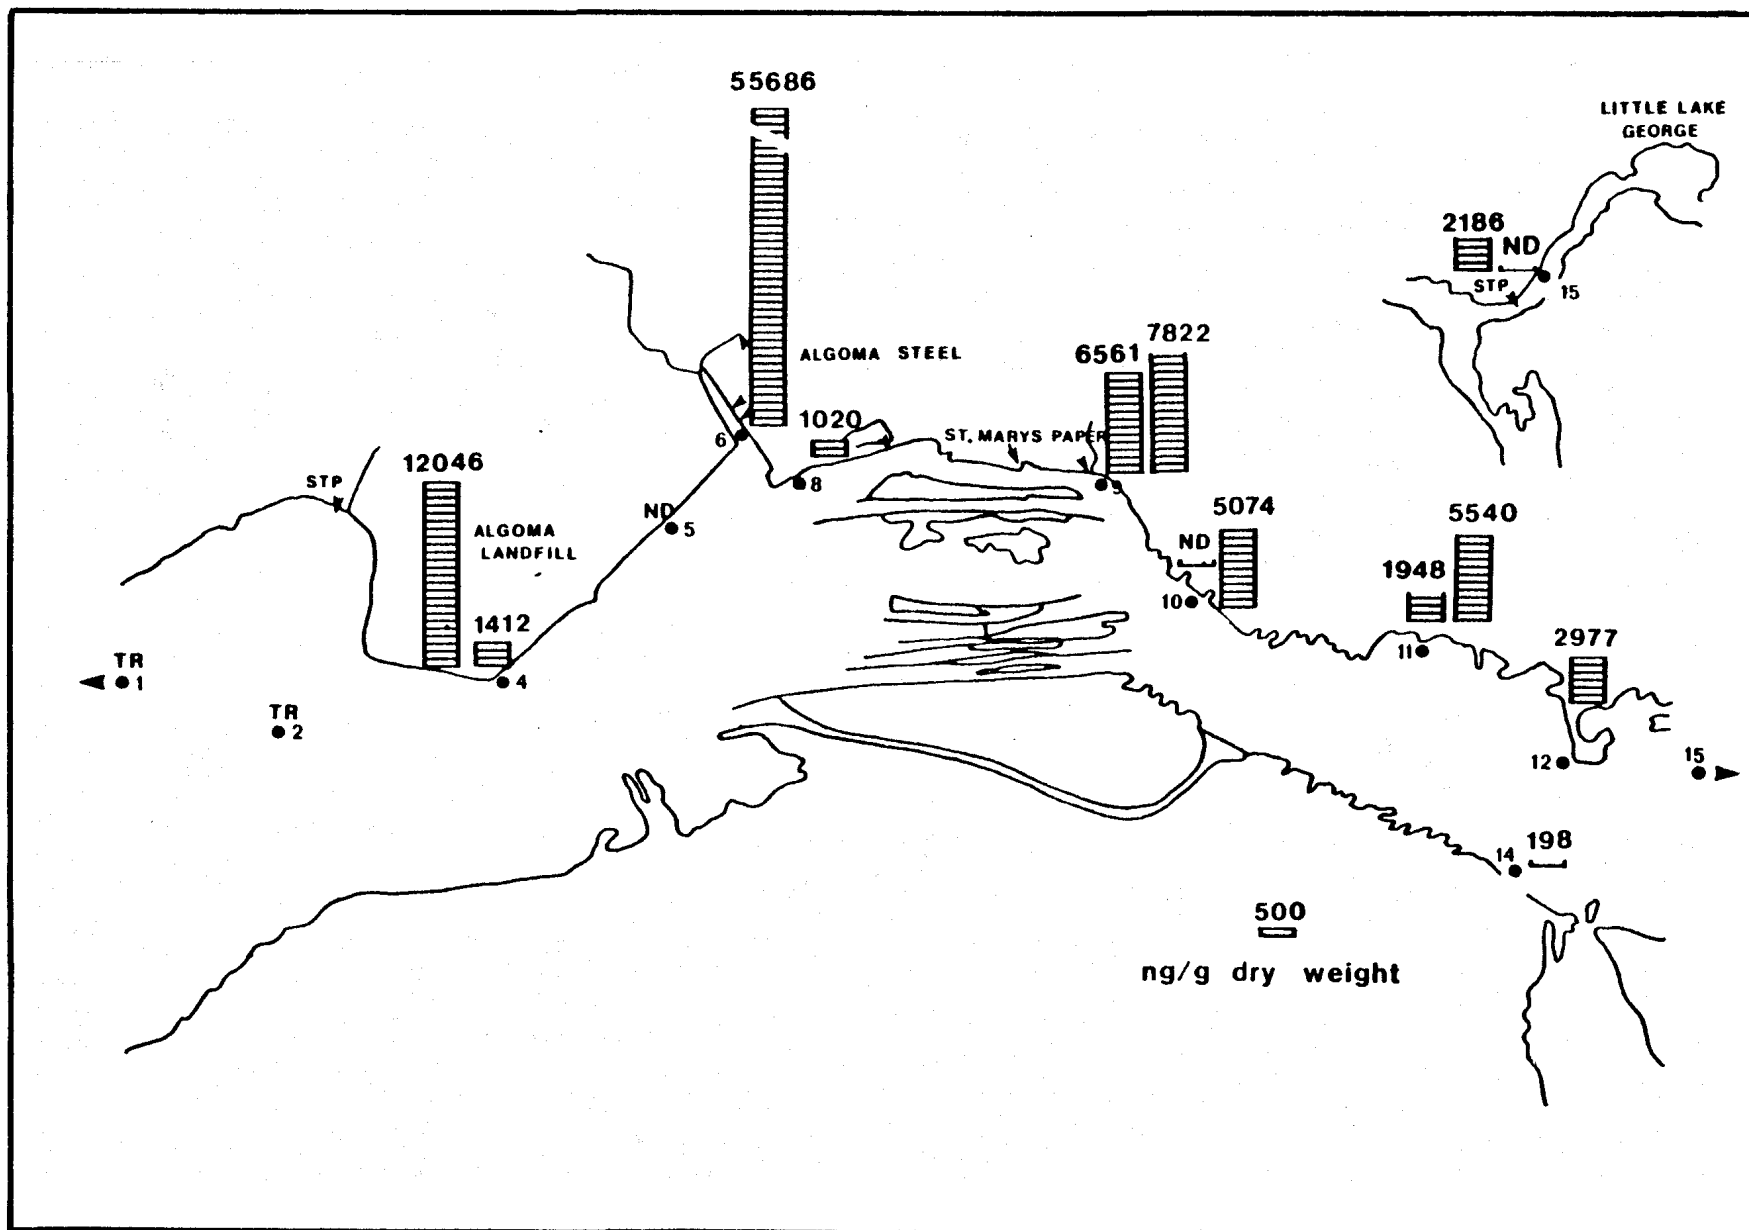 55686
LITTLE LAKE
GEORGE
2186
ND
STP
15
ALGOMA STEEL
6561
7822
6
1020
ST. MARYS PAPER
8
9
STP
12046
ALGOMA
LANDFILL
ND
5
1412
4
TR
1
TR
2
ND
5074
10
1948
5540
11
2977
12
15
14
198
500
ng/g dry weight